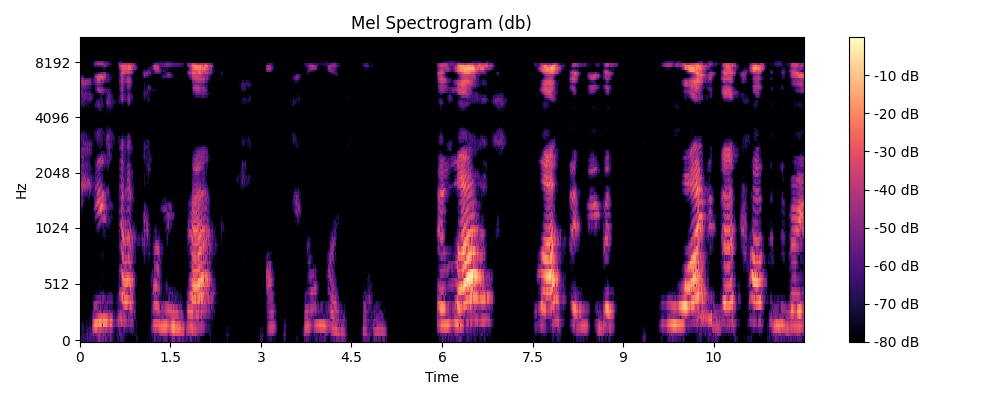 Mel Spectrogram (db)
8192
4096
2048
1024
512
0
Hz
0 1.5 3 4.5 6 7.5 9 10
Time
-10 dB
-20 dB
-30 dB
-40 dB
-50 dB
-60 dB
-70 dB
-80 dB